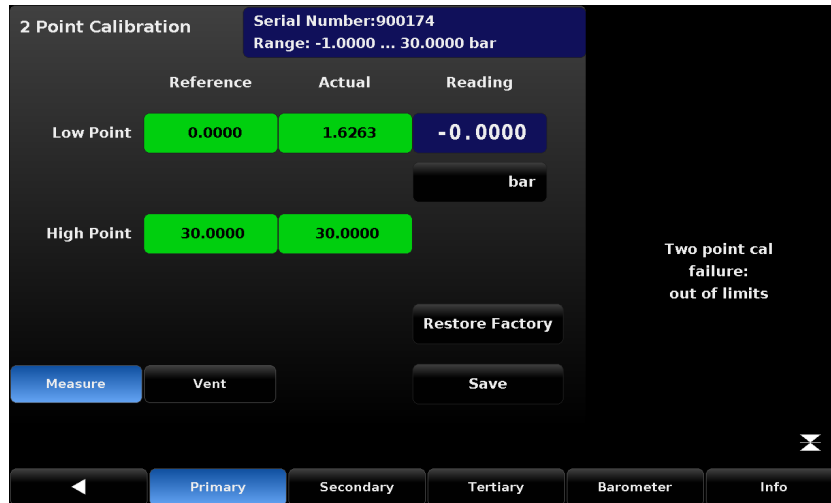 2 Point Calibration
Serial Number:900174
Range: -1.0000 ... 30.0000 bar
Reference Actual Reading
Low Point 0.0000 1.6263 -0.0000
bar
High Point 30.0000 30.0000
Two point cal
failure:
out of limits
Restore Factory
Measure Vent Save
Primary Secondary Tertiary Barometer Info